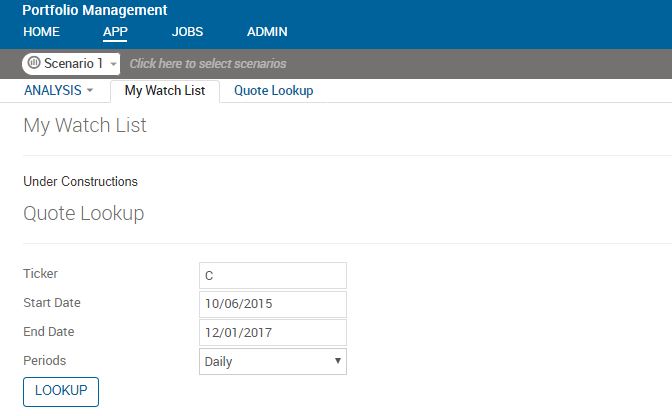 Portfolio Management
HOME APP JOBS ADMIN
Scenario 1 Click here to select scenarios
ANALYSIS My Watch List Quote Lookup
My Watch List
Under Constructions
Quote Lookup
Ticker C
Start Date 10/06/2015
End Date 12/01/2017
Periods Daily
LOOKUP